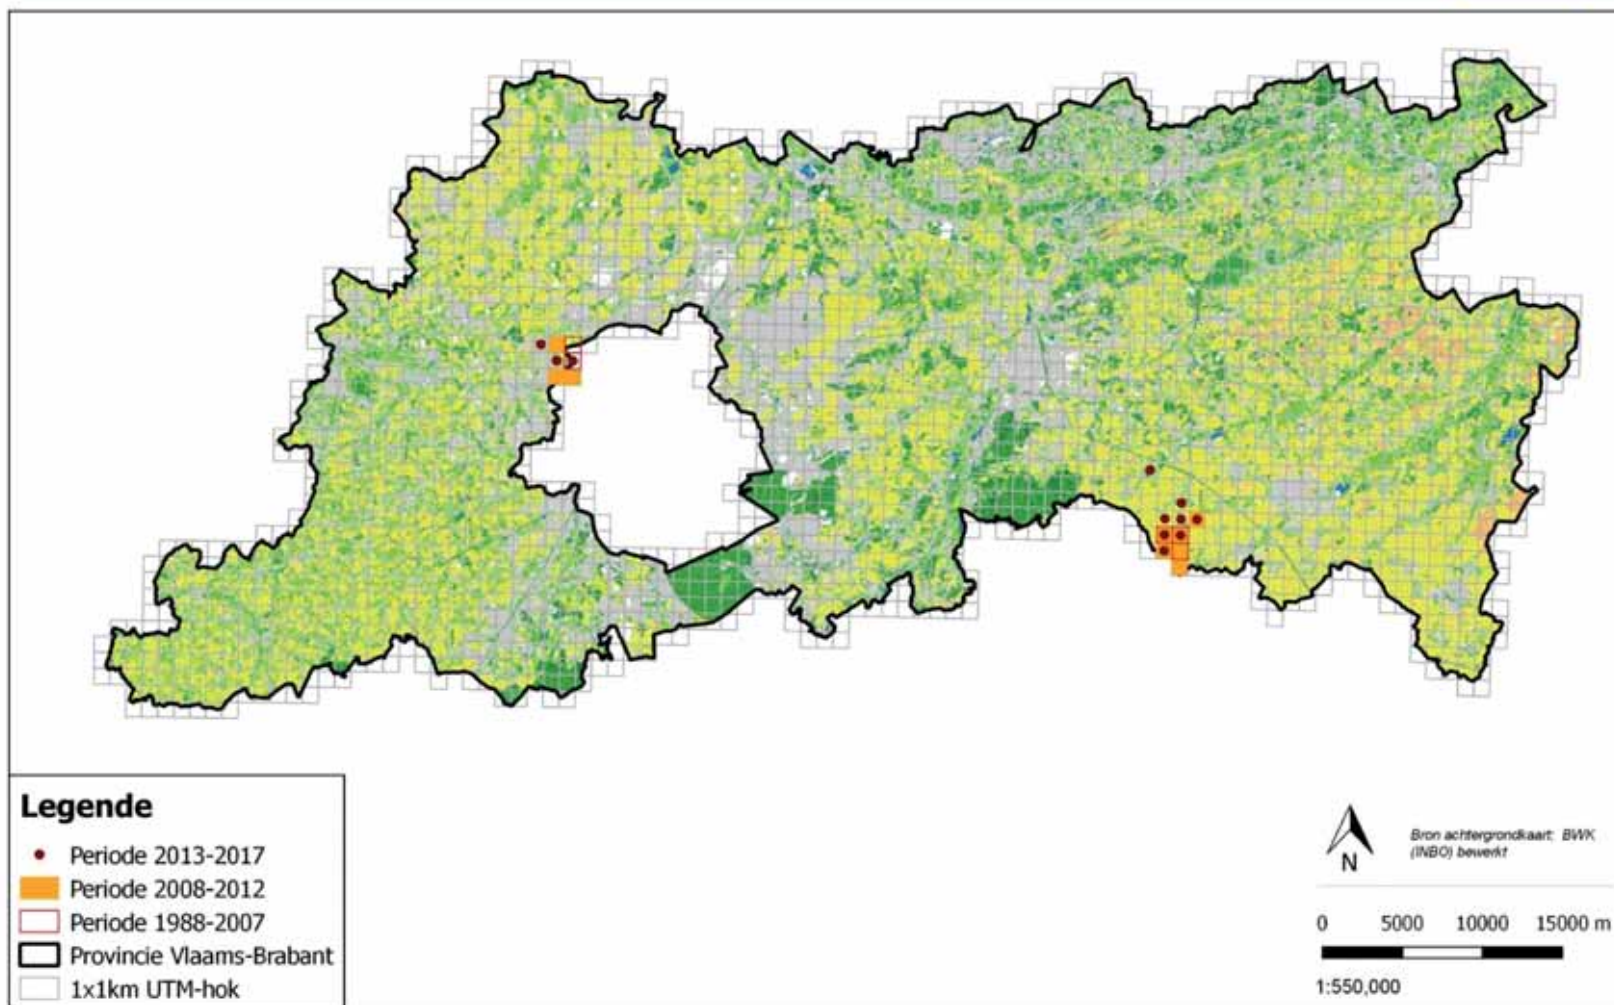 Legende
Periode 2013-2017
Periode 2008-2012
Periode 1988-2007
Provincie Vlaams-Brabant
1x1km UTM-hok
N
Bron achtergrondkaart: BWK
(INBO) bewerkt
0 5000 10000 15000 m
1:550,000